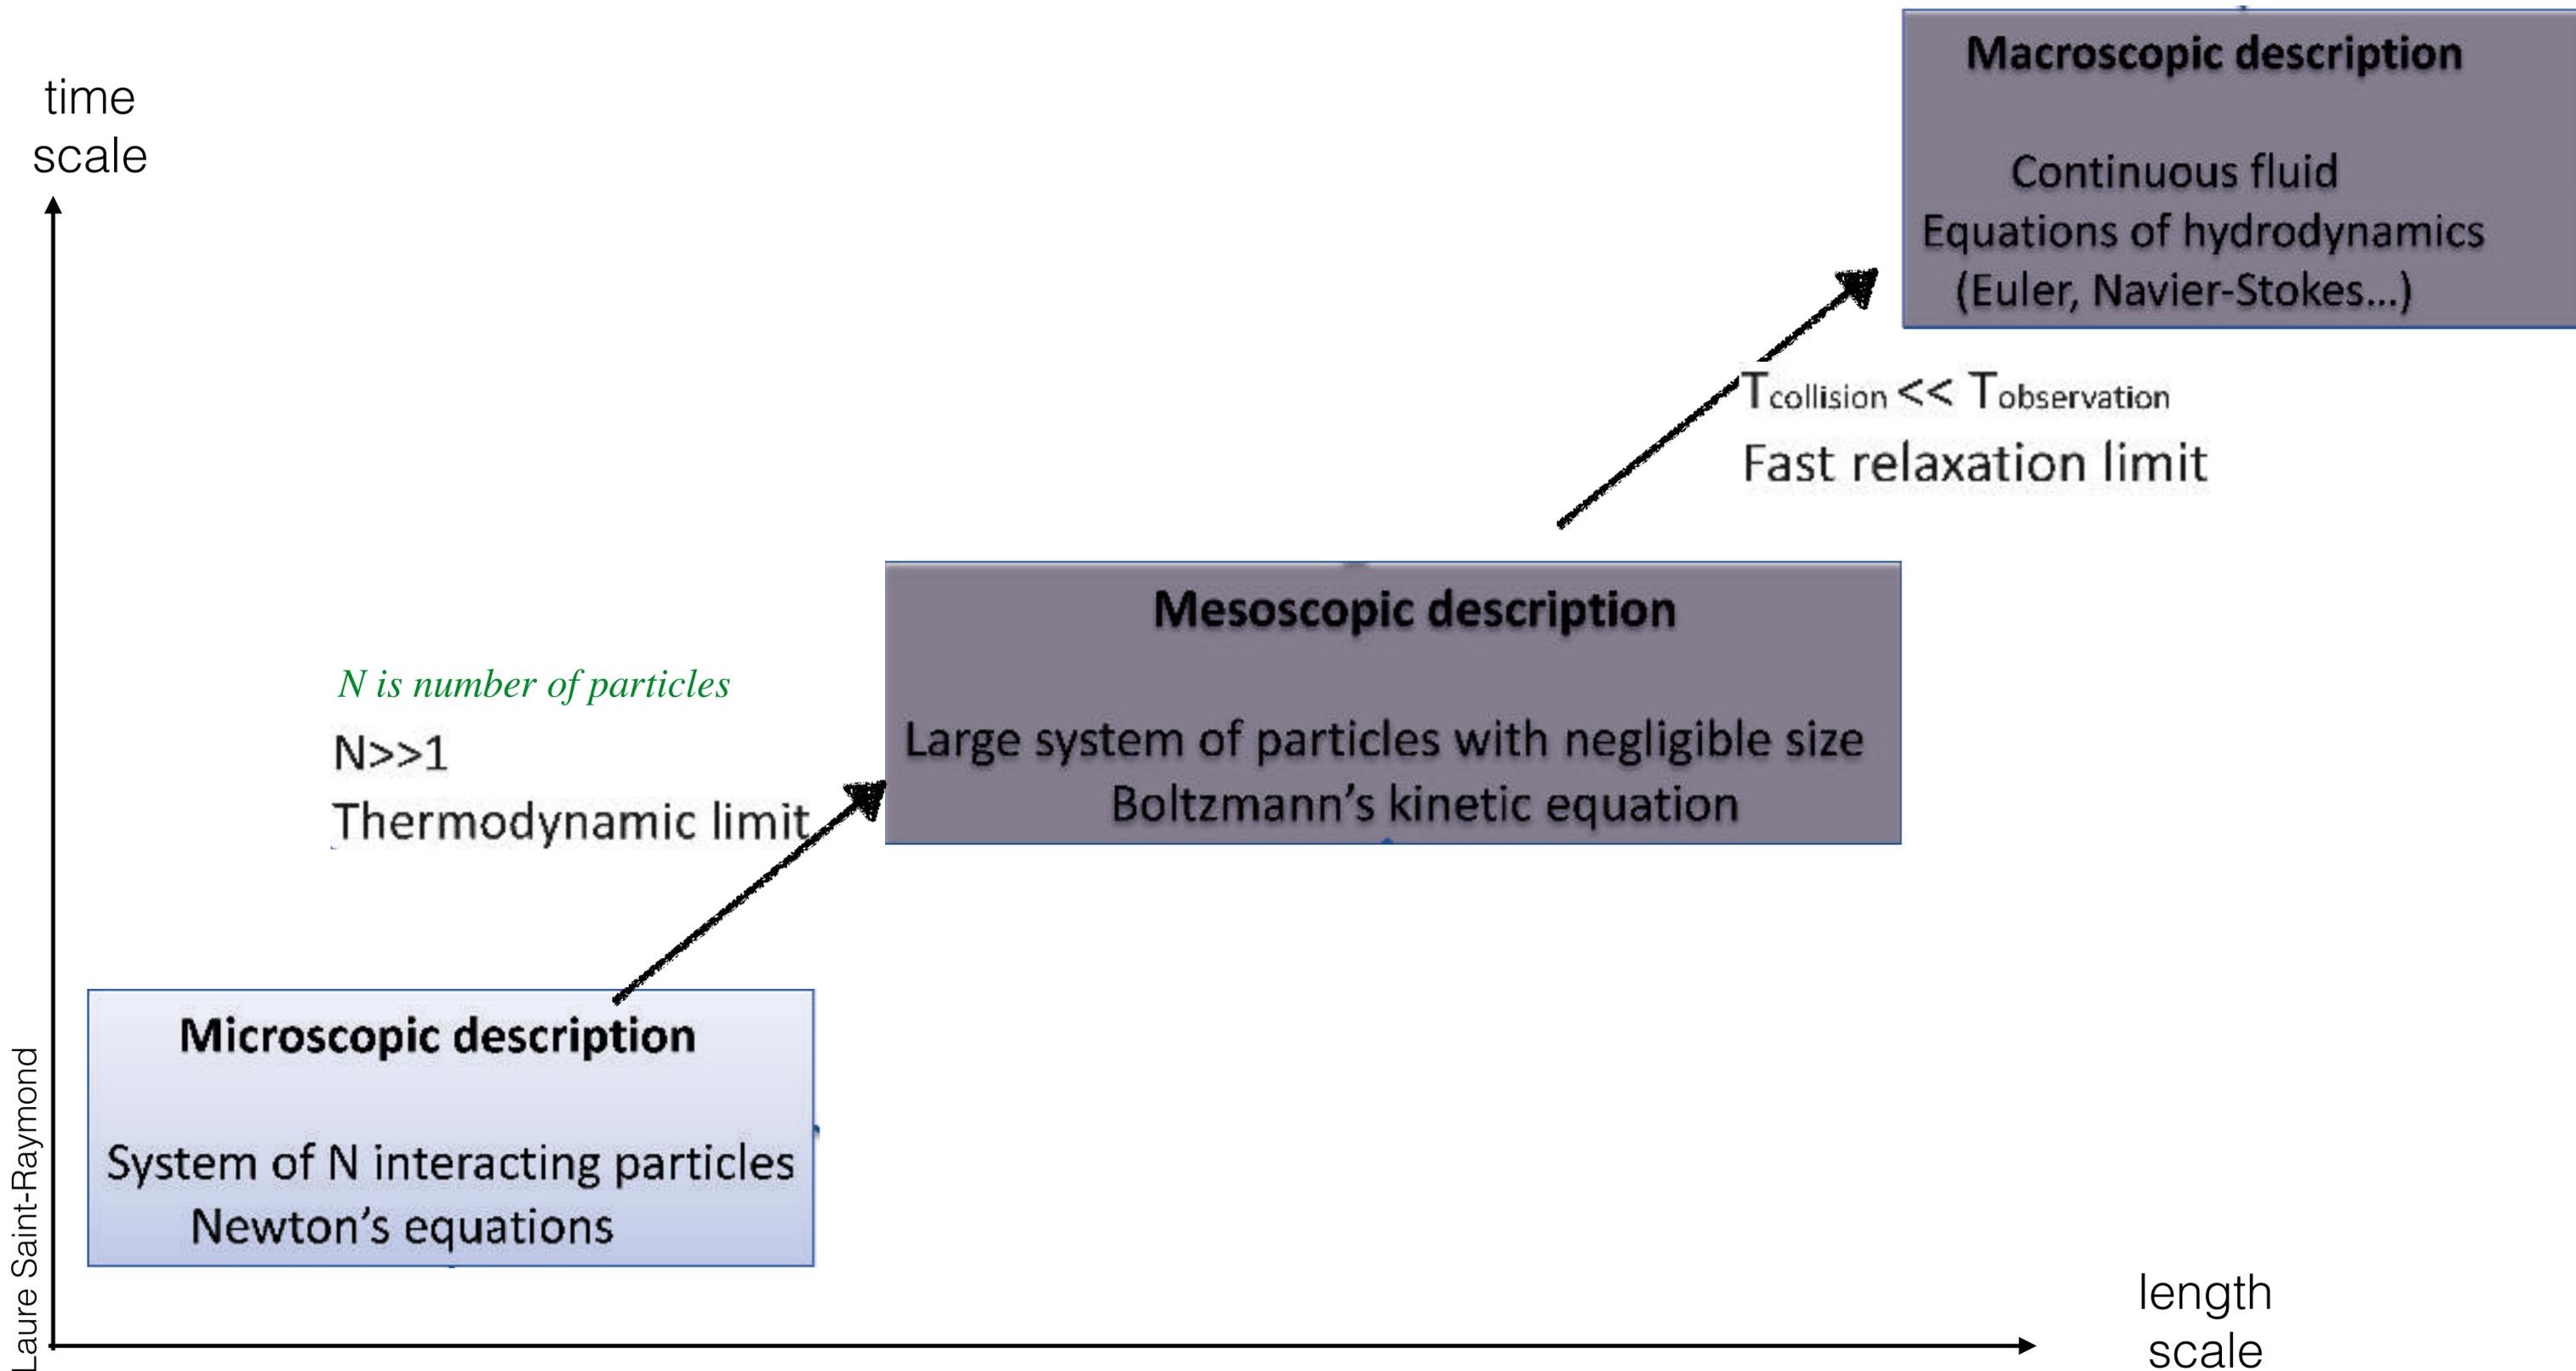 time
scale
Macroscopic description
Continuous fluid
Equations of hydrodynamics
(Euler, Navier-Stokes...)
Tcollision << Tobservation
Fast relaxation limit
Mesoscopic description
Large system of particles with negligible size
Boltzmann’s kinetic equation
N is number of particles
N>>1
Thermodynamic limit
Microscopic description
System of N interacting particles
Newton’s equations
Laure Saint-Raymond
length
scale